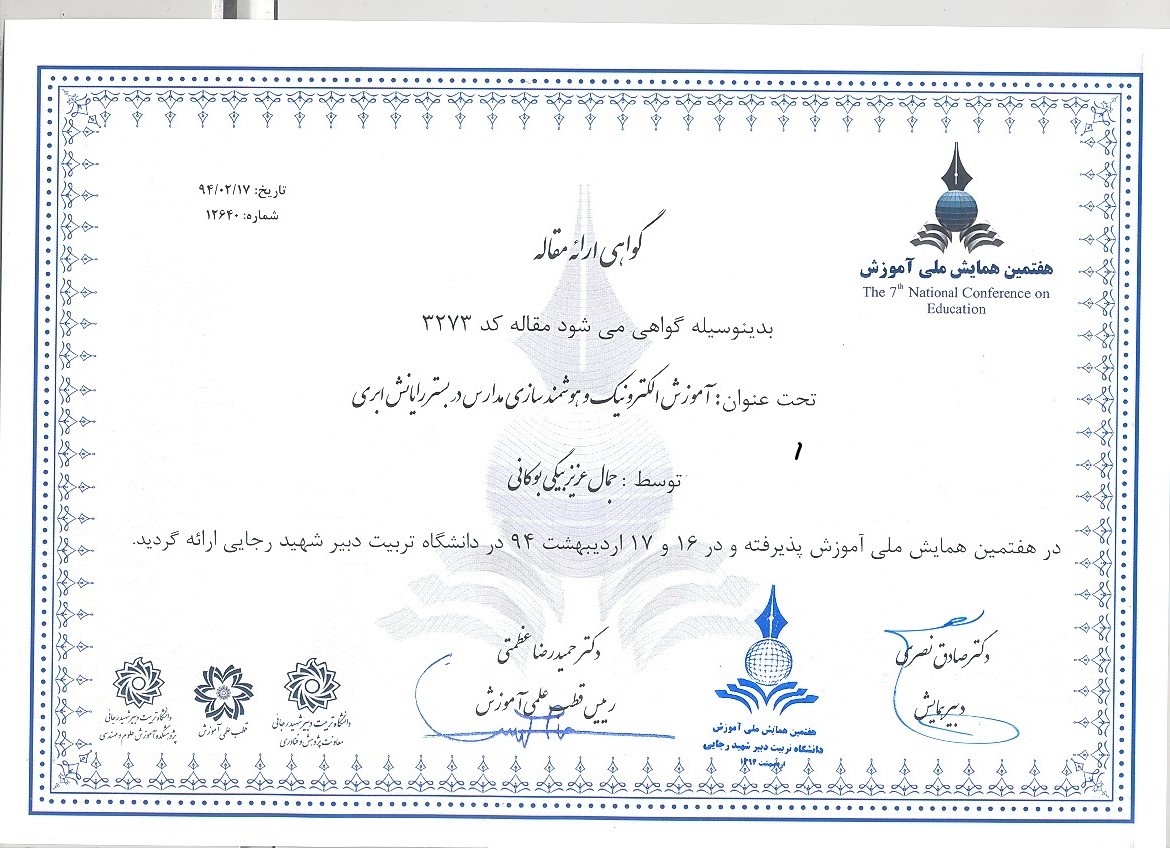 تاریخ: ۹۴/۰۲/۱۷
شماره: ۱۲۶۴۰
هفتمین همایش ملی آموزش
The 7th National Conference on
Education
گواهی ارائه مقاله
بدینوسیله گواهی می شود مقاله کد ۳۲۷۳
تحت عنوان: آموزش الکترونیک و هوشمند سازی مدارس در بستر رایانش ابری
توسط : جمال عزیزبیگی بوکانی
در هفتمین همایش ملی آموزش پذیرفته و در ۱۶ و ۱۷ اردیبهشت ۹۴ در دانشگاه تربیت دبیر شهید رجایی ارائه گردید.
دکتر صادق نصری
دبیر همایش
دکتر حمیدرضا عظمتی
رییس قطب علمی آموزش
هفتمین همایش ملی آموزش
دانشگاه تربیت دبیر شهید رجایی
اردیبهشت ۱۳۹۴
دانشگاه تربیت دبیر شهید رجایی
معاونت پژوهش و فناوری
قطب علمی آموزش
دانشگاه تربیت دبیر شهید رجایی
پژوهشکده آموزش علوم و مهندسی